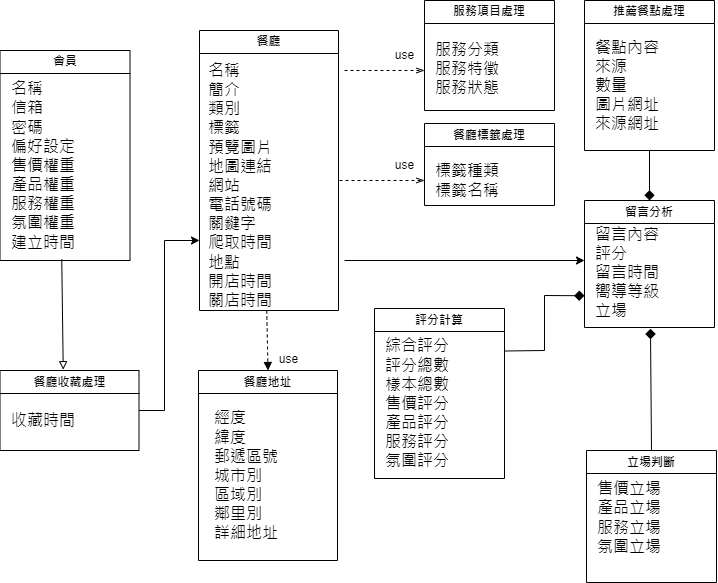 會員
名稱
信箱
密碼
偏好設定
售價權重
產品權重
服務權重
氛圍權重
建立時間
餐廳收藏處理
收藏時間
餐廳
名稱
簡介
類別
標籤
預覽圖片
地圖連結
網站
電話號碼
關鍵字
爬取時間
地點
開店時間
關店時間
use
use
use
餐廳地址
經度
緯度
郵遞區號
城市別
區域別
鄰里別
詳細地址
服務項目處理
服務分類
服務特徵
服務狀態
餐廳標籤處理
標籤種類
標籤名稱
評分計算
綜合評分
評分總數
樣本總數
售價評分
產品評分
服務評分
氛圍評分
推薦餐點處理
餐點內容
來源
數量
圖片網址
來源網址
留言分析
留言內容
評分
留言時間
嚮導等級
立場
立場判斷
售價立場
產品立場
服務立場
氛圍立場